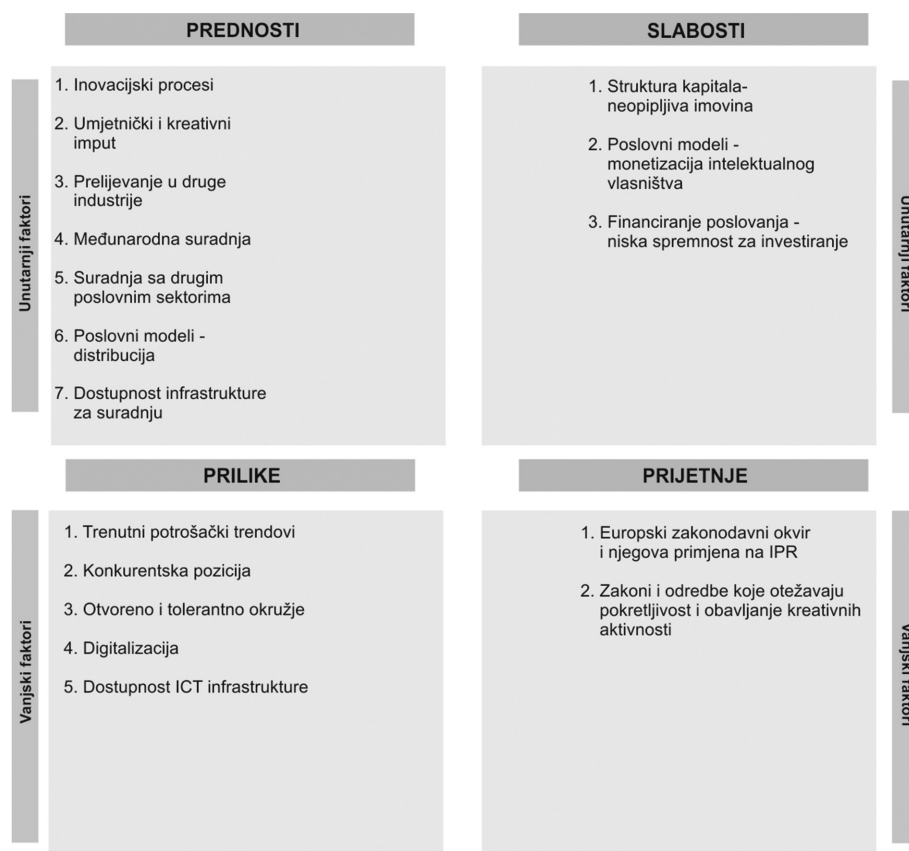 PREDNOSTI
Unutarnji faktori
1. Inovacijski procesi
2. Umjetnički i kreativni
imput
3. Prelijevanje u druge
industrije
4. Međunarodna suradnja
5. Suradnja sa drugim
poslovnim sektorima
6. Poslovni modeli -
distribucija
7. Dostupnost infrastrukture
za suradnju
SLABOSTI
1. Struktura kapitala-
neopipljiva imovina
2. Poslovni modeli -
monetizacija intelektualnog
vlasništva
3. Financiranje poslovanja -
niska spremnost za investiranje
Unutarnji faktori
PRILIKE
Vanjski faktori
1. Trenutni potrošački trendovi
2. Konkurentska pozicija
3. Otvoreno i tolerantno okružje
4. Digitalizacija
5. Dostupnost ICT infrastrukture
PRIJETNJE
1. Europski zakonodavni okvir
i njegova primjena na IPR
2. Zakoni i odredbe koje otežavaju
pokretljivost i obavljanje kreativnih
aktivnosti
Vanjski faktori